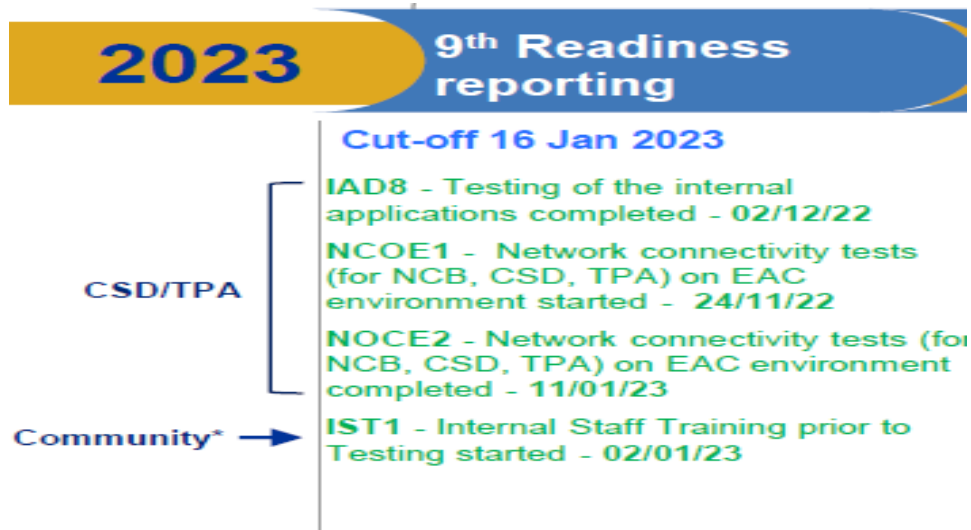 2023
9th Readiness
reporting
Cut-off 16 Jan 2023
CSD/TPA
IAD8 - Testing of the internal
applications completed - 02/12/22
NCOE1 - Network connectivity tests
(for NCB, CSD, TPA) on EAC
environment started - 24/11/22
NOCE2 - Network connectivity tests (for
NCB, CSD, TPA) on EAC environment
completed - 11/01/23
Community*
IST1 - Internal Staff Training prior to
Testing started - 02/01/23